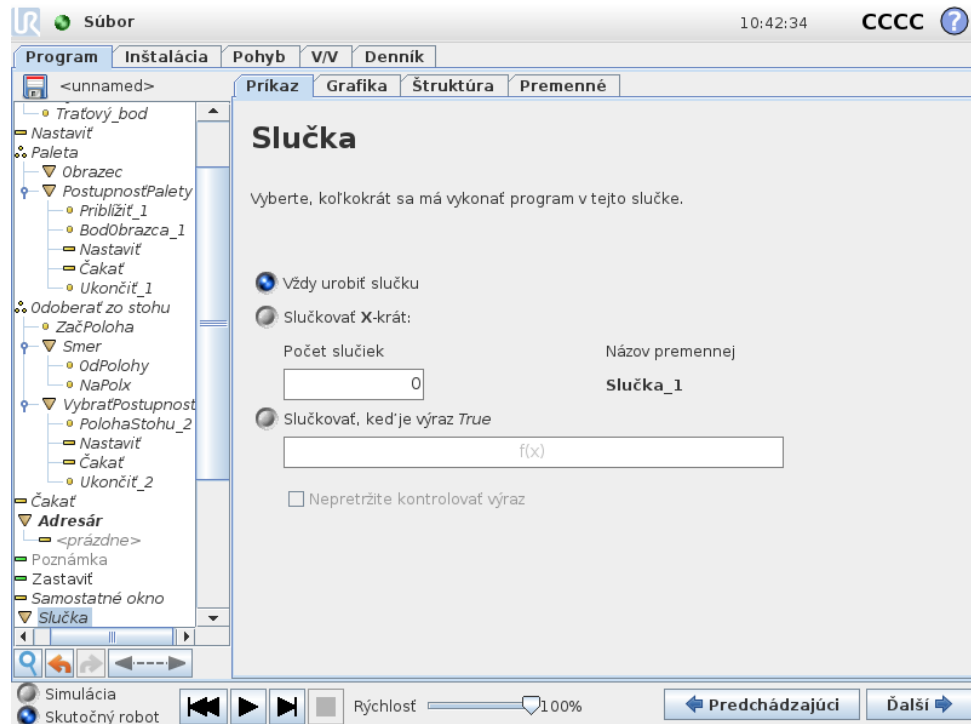 UR Súbor 10:42:34 CCCC ?
Program Inštalácia Pohyb V/V Denník
<unnamed> Príkaz Grafika Štruktúra Premenné
Traťový_bod
Nastaviť
Paleta
Obrazec
PostupnosťPalety
Priblížiť_1
BodObrazca_1
Nastaviť
Čakať
Ukončiť_1
Odoberať zo stohu
ZačPoloha
Smer
OdPolohy
NaPolx
VybraťPostupnost
PolohaStohu_2
Nastaviť
Čakať
Ukončiť_2
Čakať
Adresár
<prázdne>
Poznámka
Zastaviť
Samostatné okno
Slučka
Slučka
Vyberte, koľkokrát sa má vykonať program v tejto slučke.
Vždy urobiť slučku
Slučkovať X-krát:
Počet slučiek Názov premennej
0 Slučka_1
Slučkovať, keď je výraz True
f(x)
Nepretržite kontrolovať výraz
Simulácia
Skutočný robot
Rýchlosť 100% Predchádzajúci Ďalší